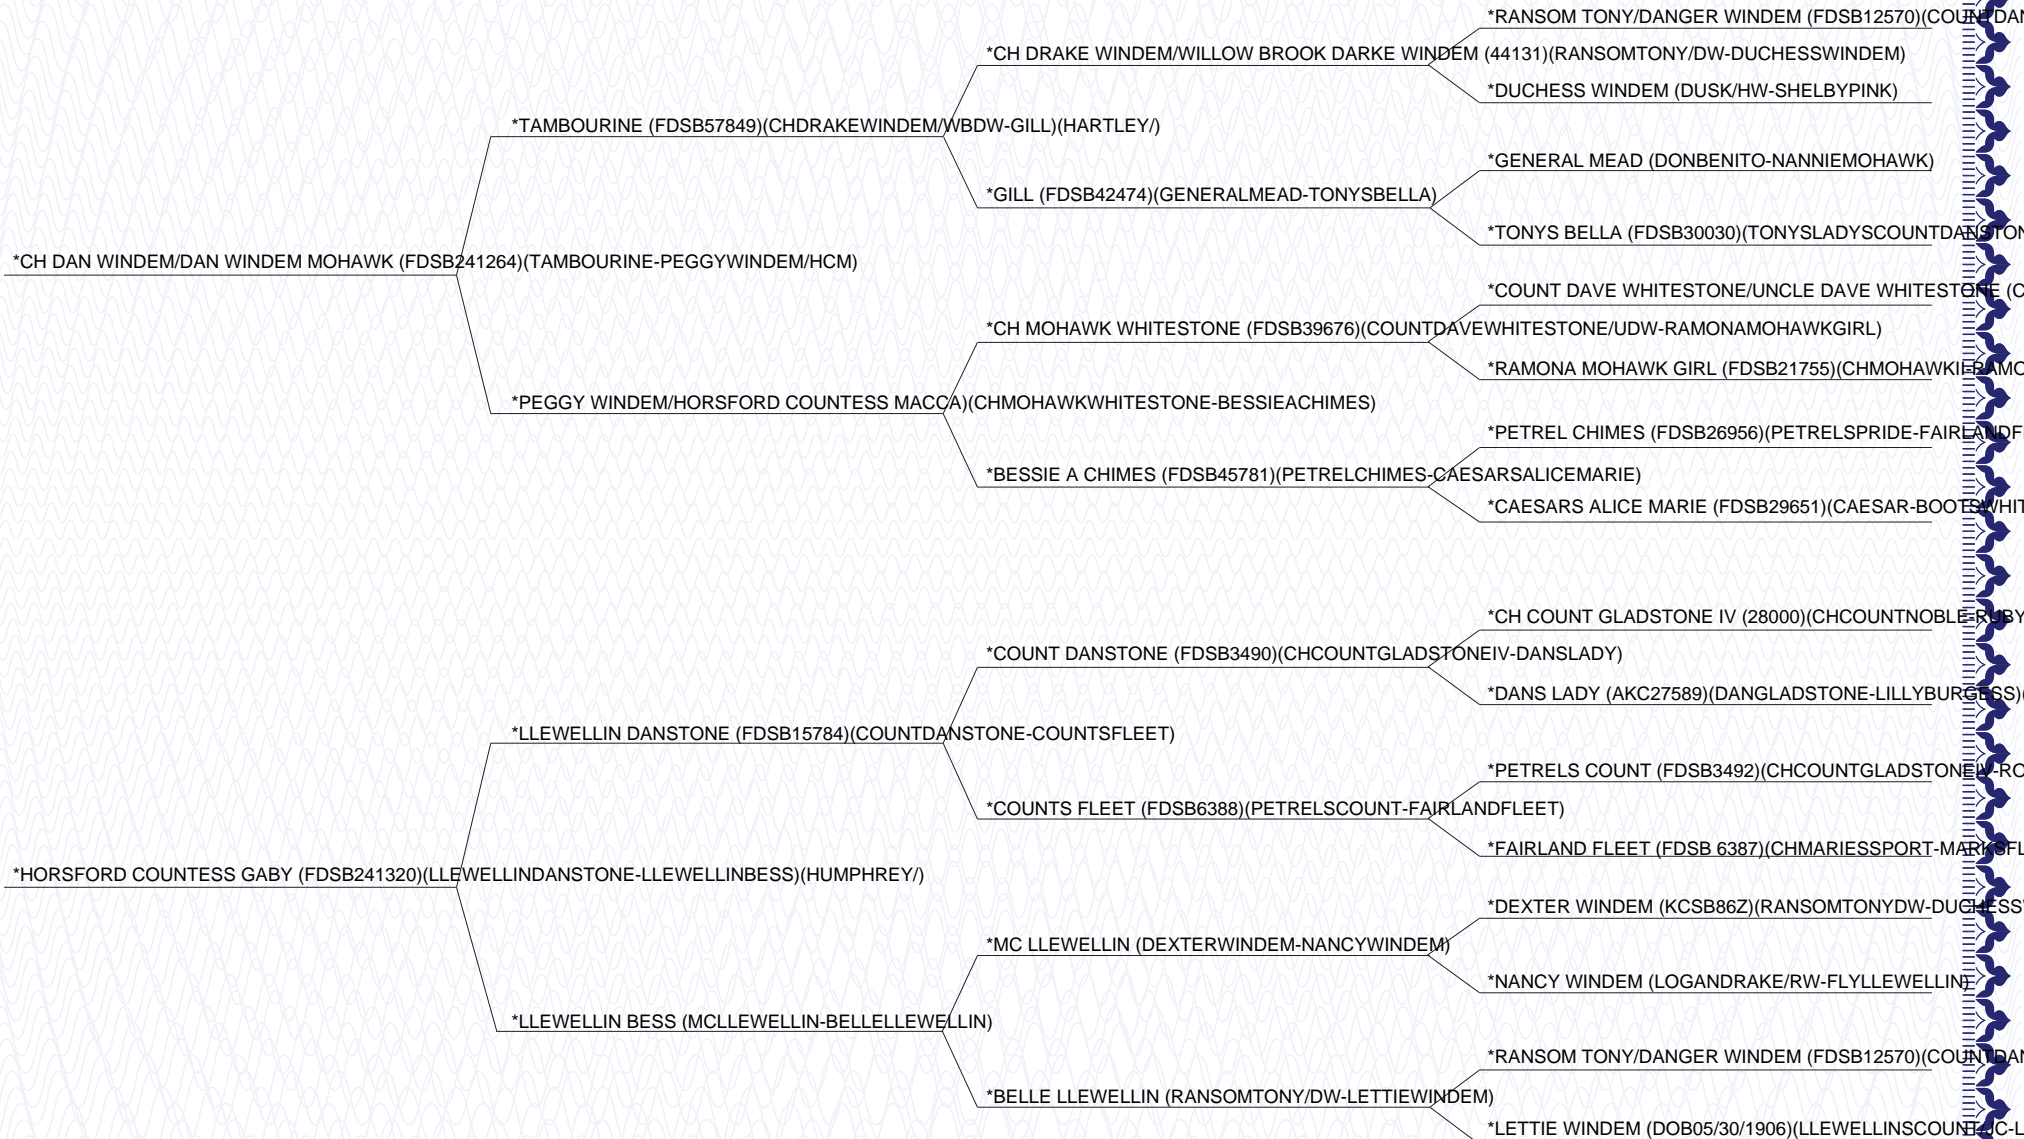 *RANSOM TONY/DANGER WINDEM (FDSB12570)(COUNTDAN
*CH DRAKE WINDEM/WILLOW BROOK DARKE WINDEM (44131)(RANSOMTONY/DW-DUCHESSWINDEM)
*DUCHESS WINDEM (DUSK/HW-SHELBYPINK)
*TAMBOURINE (FDSB57849)(CHDRAKEWINDEM/WBDW-GILL)(HARTLEY/)
*GENERAL MEAD (DONBENITO-NANNIEMOHAWK)
*GILL (FDSB42474)(GENERALMEAD-TONYSBELLA)
*TONYS BELLA (FDSB30030)(TONYSLADYSCOUNTDANSTON
*CH DAN WINDEM/DAN WINDEM MOHAWK (FDSB241264)(TAMBOURINE-PEGGYWINDEM/HCM)
*COUNT DAVE WHITESTONE/UNCLE DAVE WHITESTONE (C
*CH MOHAWK WHITESTONE (FDSB39676)(COUNTDAVEWHITESTONE/UDW-RAMONAMOHAWKGIRL)
*RAMONA MOHAWK GIRL (FDSB21755)(CHMOHAWKII-RAMO
*PEGGY WINDEM/HORSFORD COUNTESS MACCA)(CHMOHAWKWHITESTONE-BESSIEACHIMES)
*PETREL CHIMES (FDSB26956)(PETRELSPRIDE-FAIRLANDF
*BESSIE A CHIMES (FDSB45781)(PETRELCHIMES-CAESARSALICEMARIE)
*CAESARS ALICE MARIE (FDSB29651)(CAESAR-BOOTSWHIT
*CH COUNT GLADSTONE IV (28000)(CHCOUNTNOBLE-RUBY
*COUNT DANSTONE (FDSB3490)(CHCOUNTGLADSTONEIV-DANSLADY)
*DANS LADY (AKC27589)(DANGLADSTONE-LILLYBURGESS)(
*LLEWELLIN DANSTONE (FDSB15784)(COUNTDANSTONE-COUNTSFLEET)
*PETRELS COUNT (FDSB3492)(CHCOUNTGLADSTONEIV-RO
*COUNTS FLEET (FDSB6388)(PETRELSCOUNT-FAIRLANDFLEET)
*FAIRLAND FLEET (FDSB 6387)(CHMARIESSPORT-MARKSFL
*HORSFORD COUNTESS GABY (FDSB241320)(LLEWELLINDANSTONE-LLEWELLINBESS)(HUMPHREY/)
*DEXTER WINDEM (KCSB86Z)(RANSOMTONYDW-DUCHESS
*MC LLEWELLIN (DEXTERWINDEM-NANCYWINDEM)
*NANCY WINDEM (LOGANDRAKE/RW-FLYLLEWELLIN)
*LLEWELLIN BESS (MCLLEWELLIN-BELLELLEWELLIN)
*RANSOM TONY/DANGER WINDEM (FDSB12570)(COUNTDAN
*BELLE LLEWELLIN (RANSOMTONY/DW-LETTIEWINDEM)
*LETTIE WINDEM (DOB05/30/1906)(LLEWELLINSCOUNT/JC-L